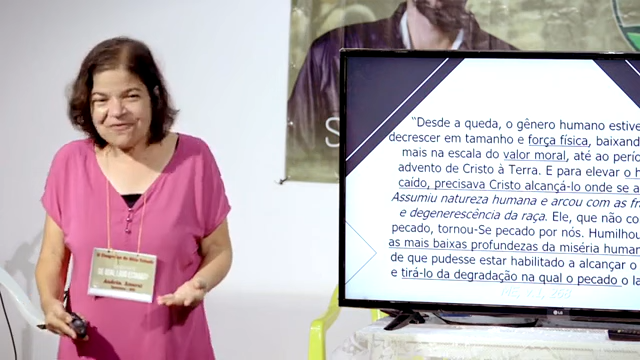 S
"Desde a queda, o gênero humano estive
decrescer em tamanho e força física, baixando
mais na escala do valor moral, até ao perío
advento de Cristo à Terra. E para elevar o h
caído, precisava Cristo alcançá-lo onde se a
Assumiu natureza humana e arcou com as fr
e degenerescência da raça. Ele, que não co
pecado, tornou-Se pecado por nós. Humilhou
as mais baixas profundezas da miséria human
de que pudesse estar habilitado a alcançar o
e tirá-lo da degradação na qual o pecado o la
LG